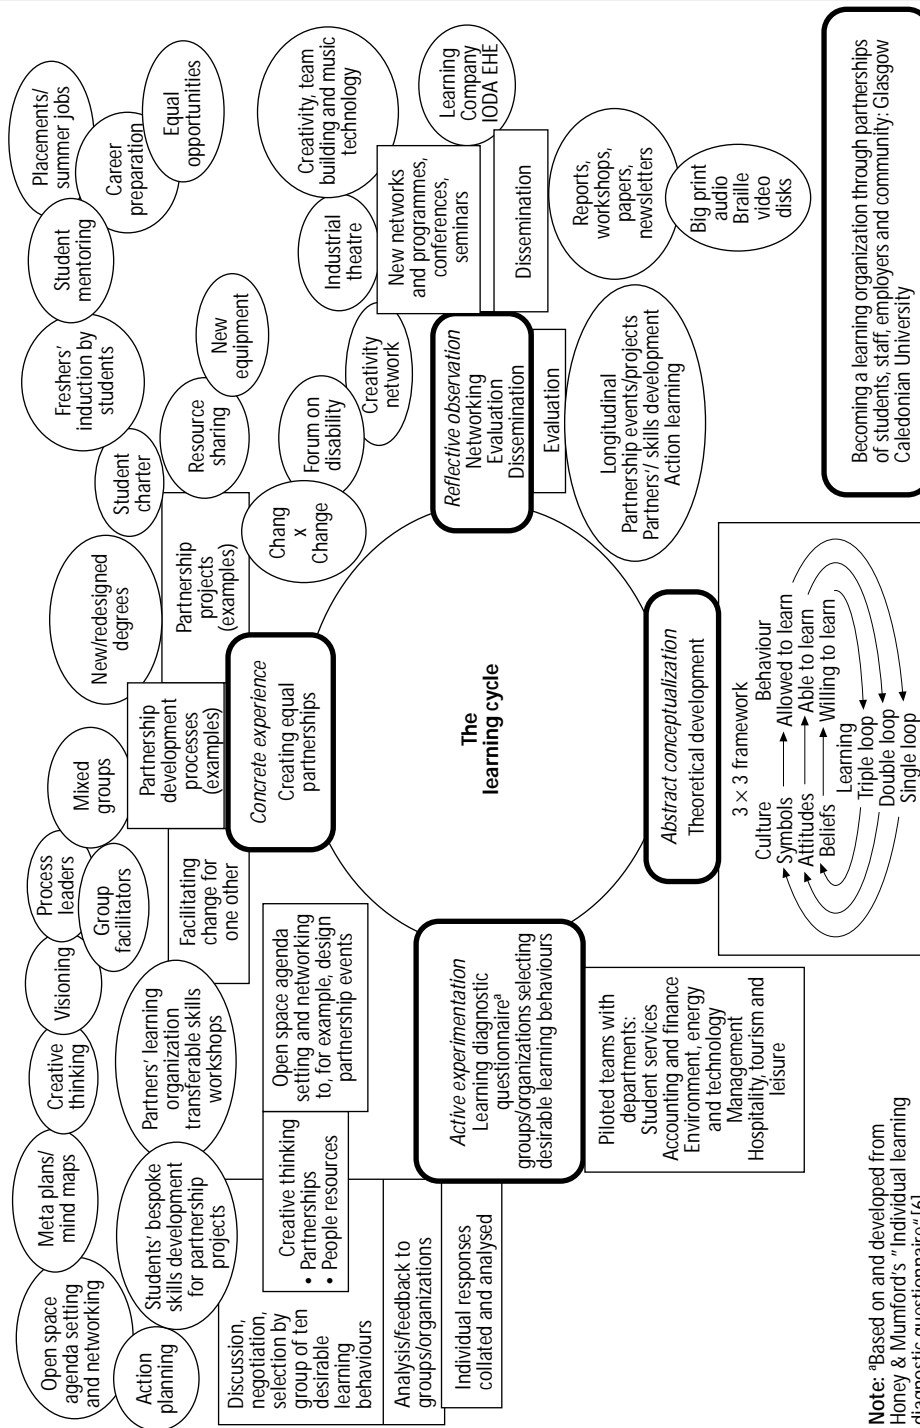 Open space
agenda setting
and networking
Action
planning
Meta plans/
mind maps
Creative
thinking
Visioning
Process
leaders
Group
facilitators
Mixed
groups
Students' bespoke
skills development
for partnership
projects
Partners' learning
organization
transferable skills
workshops
Facilitating
change for
one other
Partnership
development
processes
(examples)
New/redesigned
degrees
Partnership
projects
(examples)
Student
charter
Freshers'
induction by
students
Student
mentoring
Placements/
summer jobs
Career
preparation
Equal
opportunities
Resource
sharing
New
equipment
Chang
x
Change
Forum on
disability
Creativity
network
Industrial
theatre
Creativity, team
building and music
technology
Learning
Company
IODA EHE
New networks
and programmes,
conferences,
seminars
Dissemination
Reports,
workshops,
papers,
newsletters
Big print
audio
Braille
video
disks
Concrete experience
Creating equal
partnerships
Reflective observation
Networking
Evaluation
Dissemination
Evaluation
Longitudinal
Partnership events/projects
Partners'/ skills development
Action learning
The
learning cycle
Discussion,
negotiation,
selection by
group of ten
desirable
learning
behaviours
Creative thinking
• Partnerships
• People resources
Open space agenda
setting and networking
to, for example, design
partnership events
Analysis/feedback to
groups/organizations
Individual responses
collated and analysed
Active experimentation
Learning diagnostic
questionnaireª
groups/organizations selecting
desirable learning behaviours
Piloted teams with
departments:
Student services
Accounting and finance
Environment, energy
and technology
Management
Hospitality, tourism and
leisure
Abstract conceptualization
Theoretical development
3 × 3 framework
Culture Behaviour
Symbols Allowed to learn
Attitudes Able to learn
Beliefs Willing to learn
Learning
Triple loop
Double loop
Single loop
Becoming a learning organization through partnerships
of students, staff, employers and community: Glasgow
Caledonian University
Note: ªBased on and developed from
Honey & Mumford's "Individual learning
diagnostic questionnaire"[6]